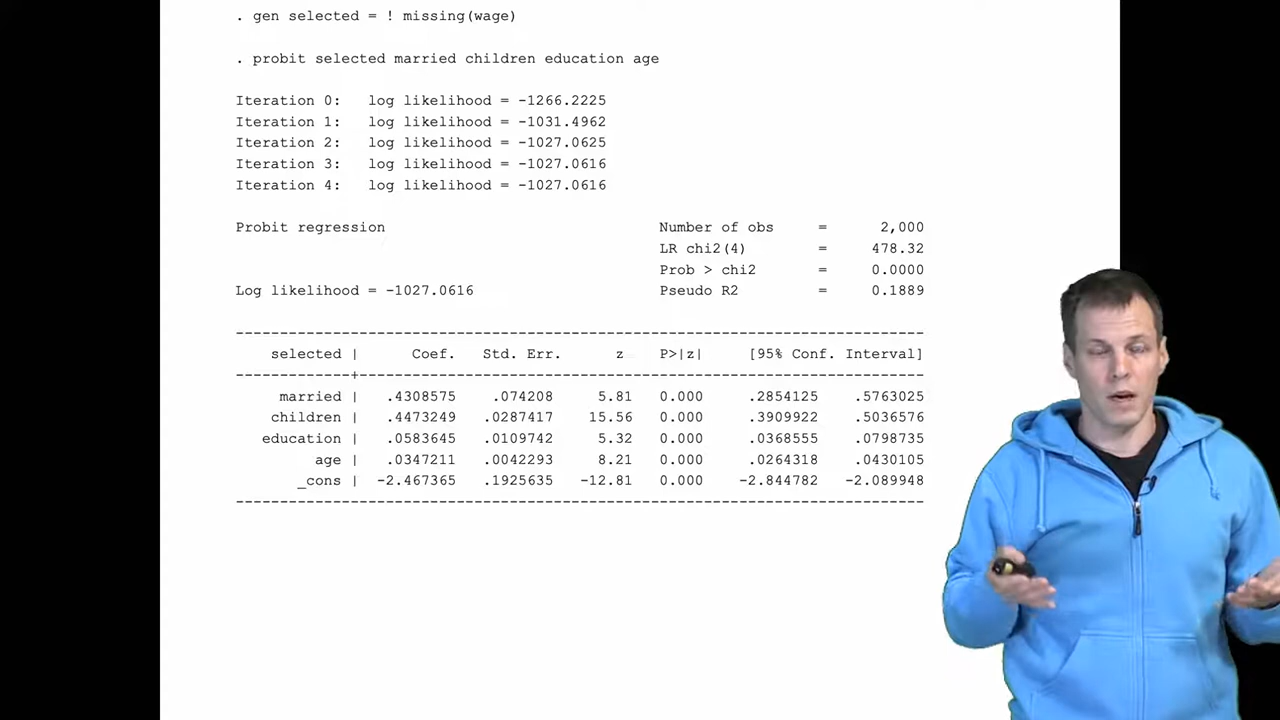 . gen selected = ! missing(wage)
. probit selected married children education age
Iteration 0:   log likelihood = -1266.2225
Iteration 1:   log likelihood = -1031.4962
Iteration 2:   log likelihood = -1027.0625
Iteration 3:   log likelihood = -1027.0616
Iteration 4:   log likelihood = -1027.0616
Probit regression                               Number of obs     =      2,000
LR chi2(4)        =     478.32
Prob > chi2       =     0.0000
Log likelihood = -1027.0616                     Pseudo R2         =     0.1889
------------------------------------------------------------------------------
selected |      Coef.   Std. Err.      z    P>|z|     [95% Conf. Interval]
-------------+----------------------------------------------------------------
married |   .4308575    .074208     5.81   0.000     .2854125    .5763025
children |   .4473249   .0287417    15.56   0.000     .3909922    .5036576
education |   .0583645   .0109742     5.32   0.000     .0368555    .0798735
age |   .0347211   .0042293     8.21   0.000     .0264318    .0430105
_cons |  -2.467365   .1925635   -12.81   0.000    -2.844782   -2.089948
------------------------------------------------------------------------------